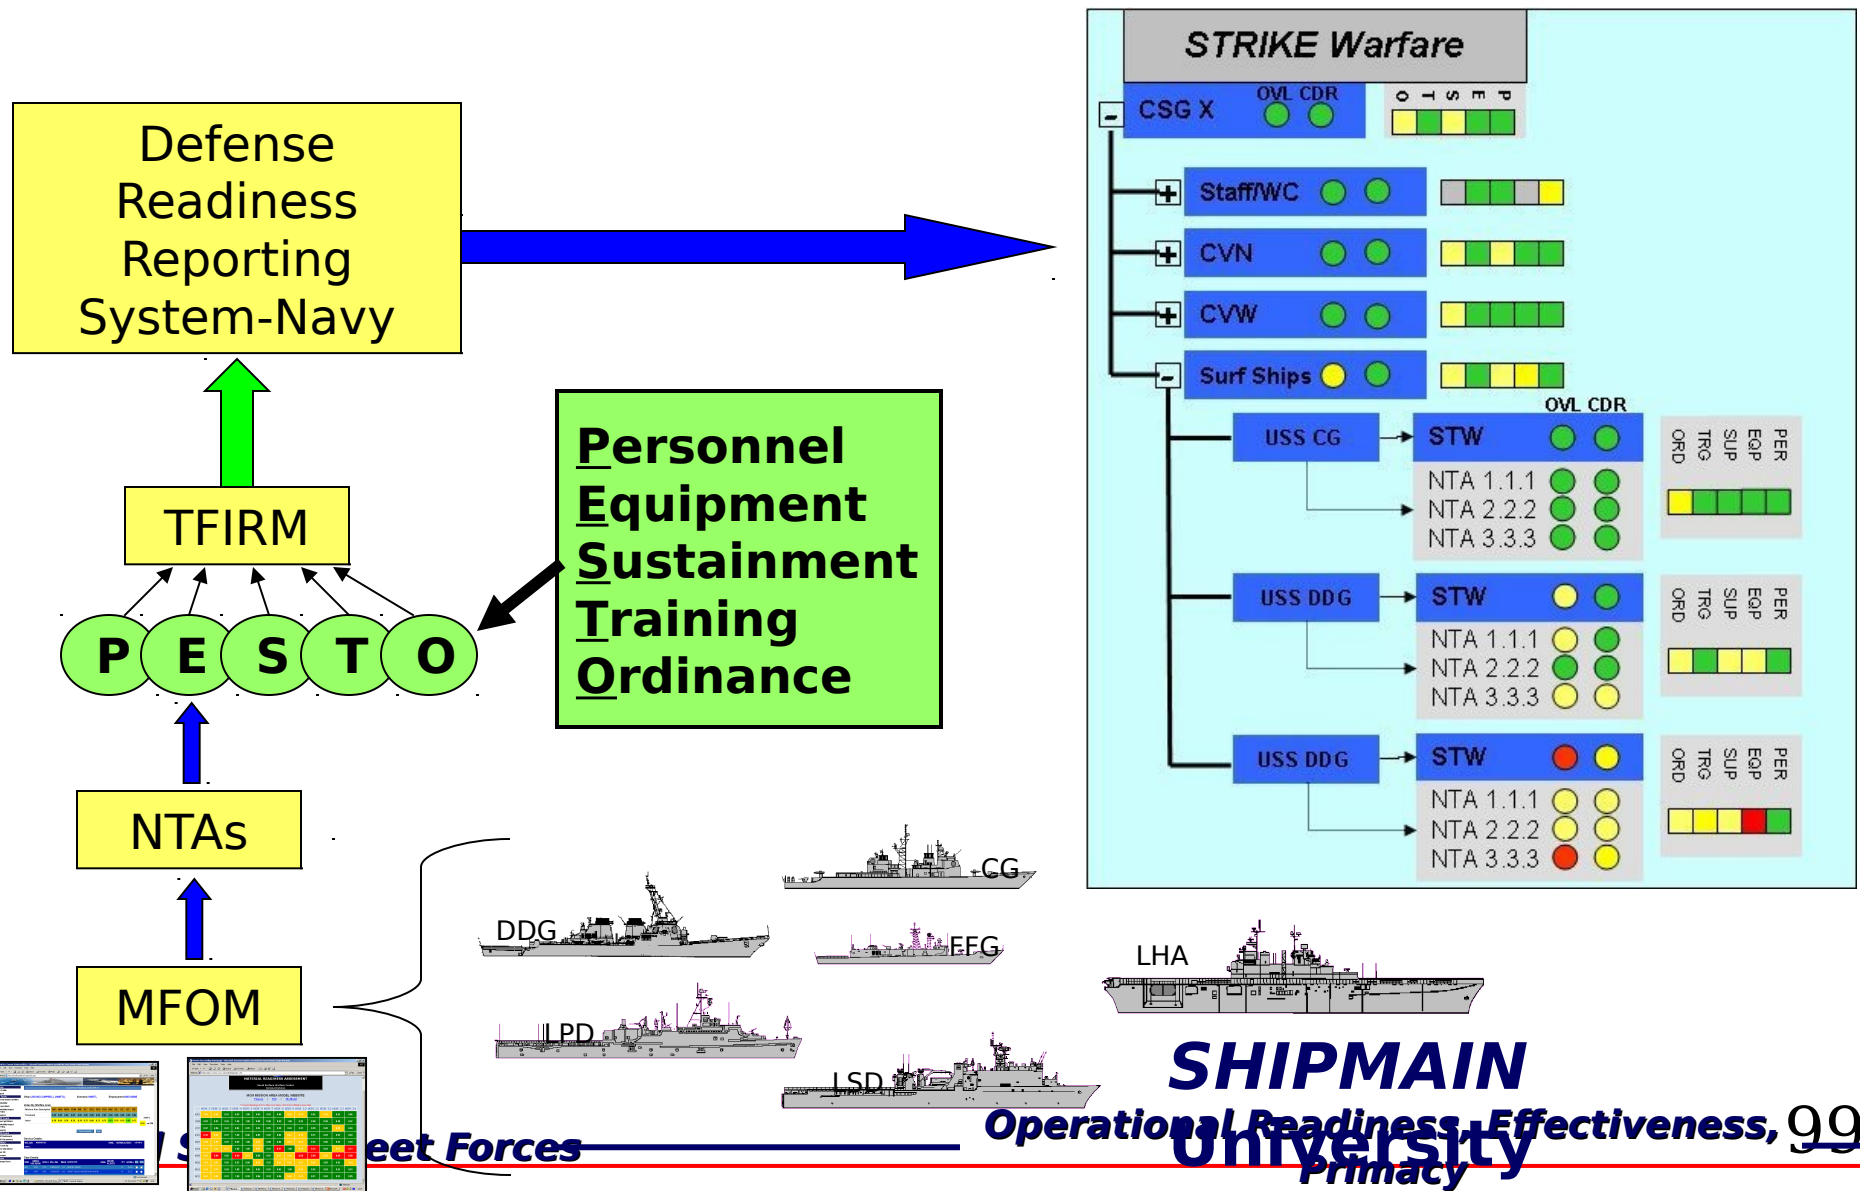 Defense
Readiness
Reporting
System-Navy
TFIRM
P E S T O
NTAs
MFOM
Personnel
Equipment
Sustainment
Training
Ordinance
STRIKE Warfare
CSG X
OVL CDR
O T S E P
Staff/WC
CVN
CVW
Surf Ships
OVL CDR
USS CG
STW
NTA 1.1.1
NTA 2.2.2
NTA 3.3.3
ORD TRG SUP EQP PER
USS DDG
STW
NTA 1.1.1
NTA 2.2.2
NTA 3.3.3
ORD TRG SUP EQP PER
USS DDG
STW
NTA 1.1.1
NTA 2.2.2
NTA 3.3.3
ORD TRG SUP EQP PER
CG
DDG
FFG
LHA
LPD
LSD
MATERIAL READINESS ASSESSMENT
SHIPMAIN
University
Operational Readiness, Effectiveness,
Primacy
Forces
99